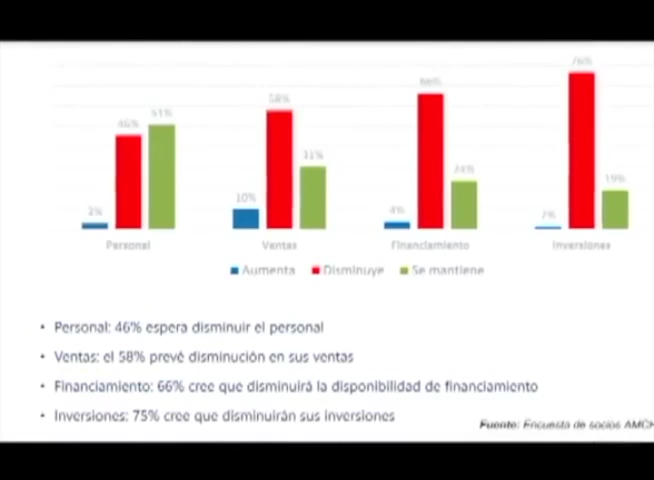 46% 51%
58%
10% 31%
66%
4% 24%
76%
19%
Personal Ventas Financiamiento Inversiones
Aumenta Disminuye Se mantiene
• Personal: 46% espera disminuir el personal
• Ventas: el 58% prevé disminución en sus ventas
• Financiamiento: 66% cree que disminuirá la disponibilidad de financiamiento
• Inversiones: 75% cree que disminuirán sus inversiones
Fuente: Encuesta de socios AMCH